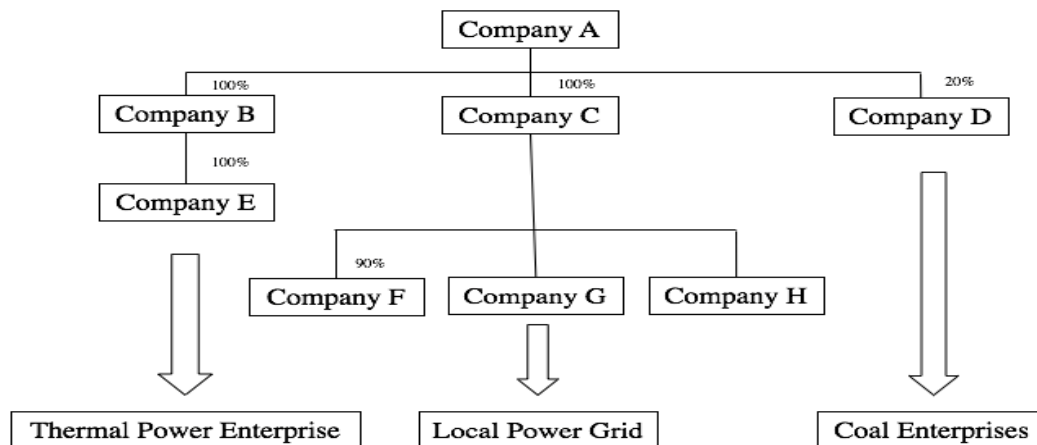 Company A
100%
100%
20%
Company B
Company C
Company D
100%
Company E
90%
Company F
Company G
Company H
Thermal Power Enterprise
Local Power Grid
Coal Enterprises